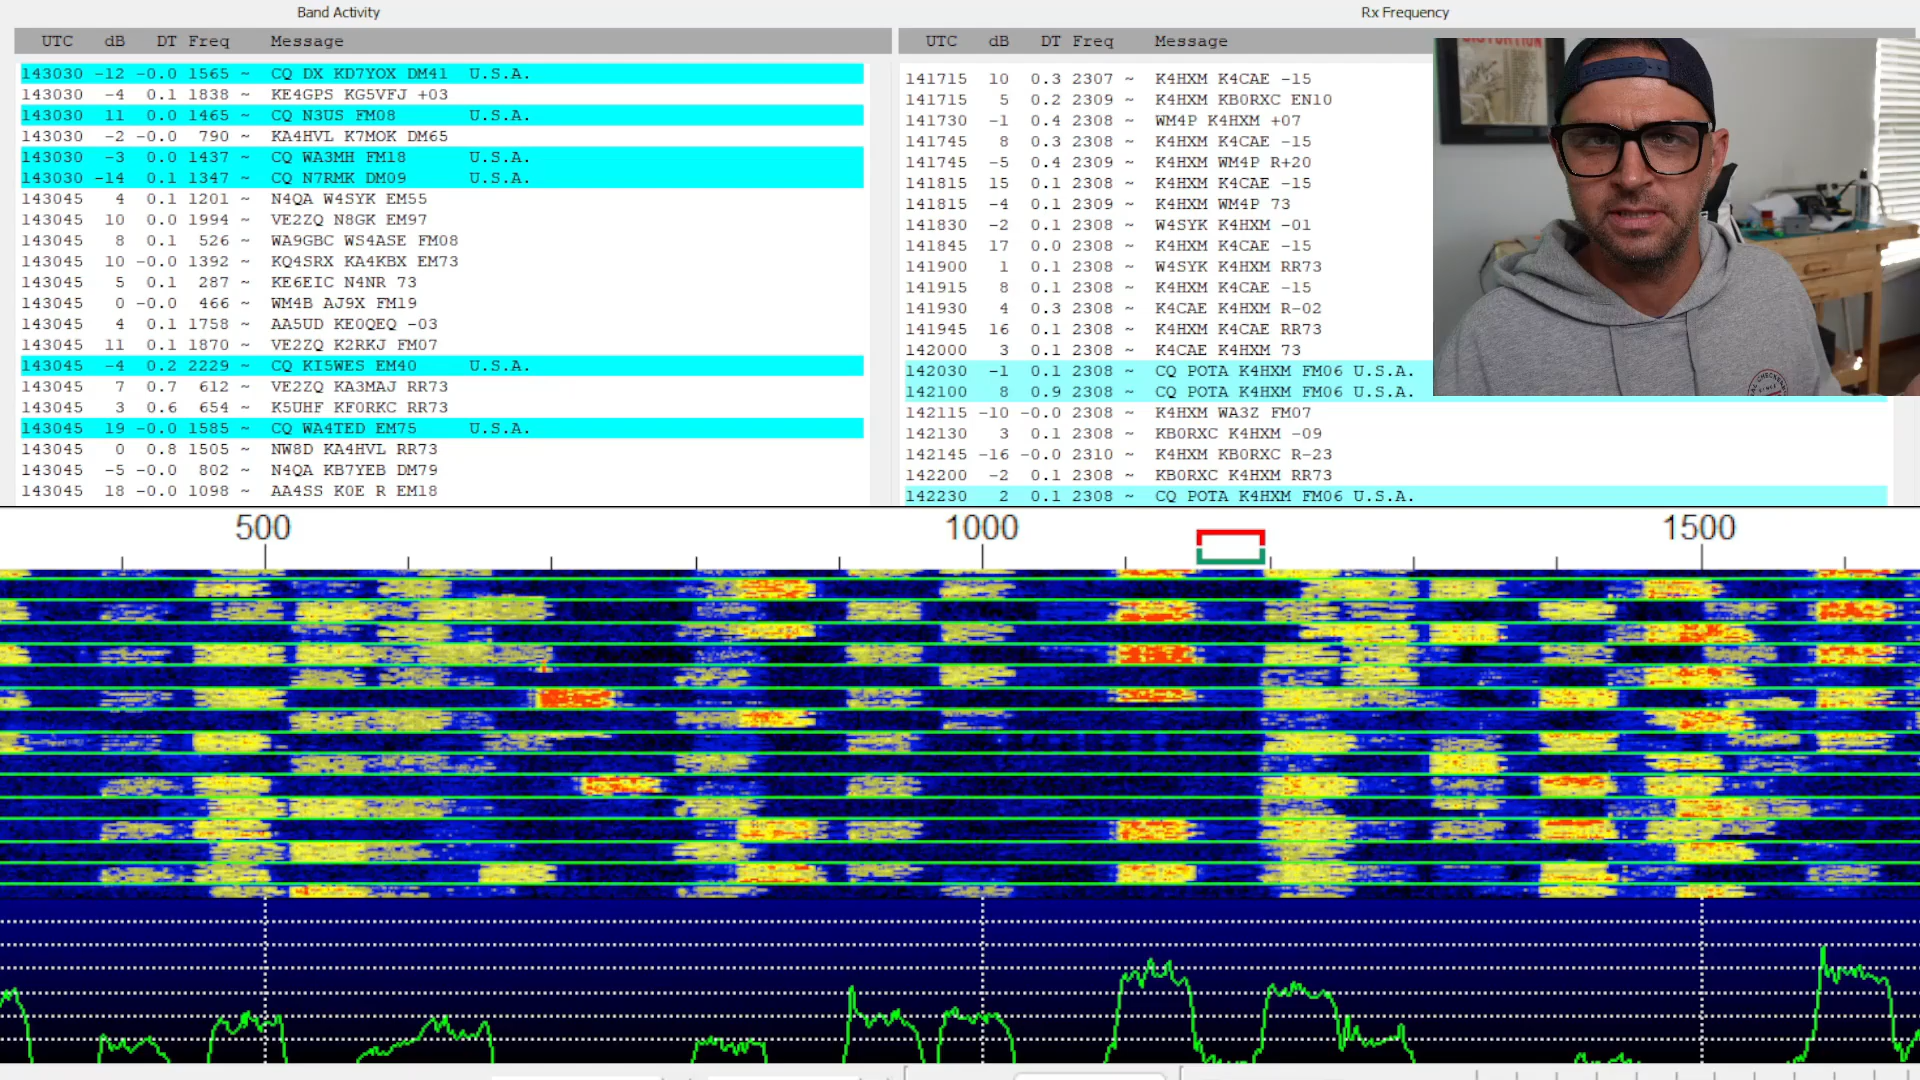 Band Activity
UTC dB DT Freq Message
143030 -12 -0.0 1565 ~ CQ DX KD7YOX DM41 U.S.A.
143030 -4 0.1 1838 ~ KE4GPS KG5VFJ +03
143030 11 0.0 1465 ~ CQ N3US FM08 U.S.A.
143030 -2 -0.0 790 ~ KA4HVL K7MOK DM65
143030 -3 0.0 1437 ~ CQ WA3MH FM18 U.S.A.
143030 -14 0.1 1347 ~ CQ N7RMK DM09 U.S.A.
143045 4 0.1 1201 ~ N4QA W4SYK EM55
143045 10 0.0 1994 ~ VE2ZQ N8GK EM97
143045 8 0.1 526 ~ WA9GBC WS4ASE FM08
143045 10 -0.0 1392 ~ KQ4SRX KA4KBX EM73
143045 5 0.1 287 ~ KE6EIC N4NR 73
143045 0 -0.0 466 ~ WM4B AJ9X FM19
143045 4 0.1 1758 ~ AA5UD KE0QEQ -03
143045 11 0.1 1870 ~ VE2ZQ K2RKJ FM07
143045 -4 0.2 2229 ~ CQ KI5WES EM40 U.S.A.
143045 7 0.7 612 ~ VE2ZQ KA3MAJ RR73
143045 3 0.6 654 ~ K5UHF KF0RKC RR73
143045 19 -0.0 1585 ~ CQ WA4TED EM75 U.S.A.
143045 0 0.8 1505 ~ NW8D KA4HVL RR73
143045 -5 -0.0 802 ~ N4QA KB7YEB DM79
143045 18 -0.0 1098 ~ AA4SS K0E R EM18
Rx Frequency
UTC dB DT Freq Message
141715 10 0.3 2307 ~ K4HXM K4CAE -15
141715 5 0.2 2309 ~ K4HXM KB0RXC EN10
141730 -1 0.4 2308 ~ WM4P K4HXM +07
141745 8 0.3 2308 ~ K4HXM K4CAE -15
141745 -5 0.4 2309 ~ K4HXM WM4P R+20
141815 15 0.1 2308 ~ K4HXM K4CAE -15
141815 -4 0.1 2309 ~ K4HXM WM4P 73
141830 -2 0.1 2308 ~ W4SYK K4HXM -01
141845 17 0.0 2308 ~ K4HXM K4CAE -15
141900 1 0.1 2308 ~ W4SYK K4HXM RR73
141915 8 0.1 2308 ~ K4HXM K4CAE -15
141930 4 0.3 2308 ~ K4CAE K4HXM R-02
141945 16 0.1 2308 ~ K4HXM K4CAE RR73
142000 3 0.1 2308 ~ K4CAE K4HXM 73
142030 -1 0.1 2308 ~ CQ POTA K4HXM FM06 U.S.A.
142100 8 0.9 2308 ~ CQ POTA K4HXM FM06 U.S.A.
142115 -10 -0.0 2308 ~ K4HXM WA3Z FM07
142130 3 0.1 2308 ~ KB0RXC K4HXM -09
142145 -16 -0.0 2310 ~ K4HXM KB0RXC R-23
142200 -2 0.1 2308 ~ KB0RXC K4HXM RR73
142230 2 0.1 2308 ~ CQ POTA K4HXM FM06 U.S.A.
500 1000 1500